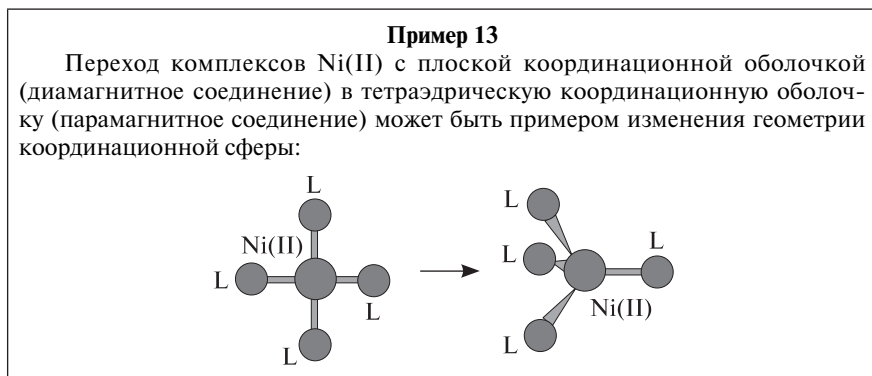 Пример 13
Переход комплексов Ni(II) с плоской координационной оболочкой
(диамагнитное соединение) в тетраэдрическую координационную оболоч-
ку (парамагнитное соединение) может быть примером изменения геометрии
координационной сферы:
L
Ni(II)
L
L
L
L
L
L
L
Ni(II)